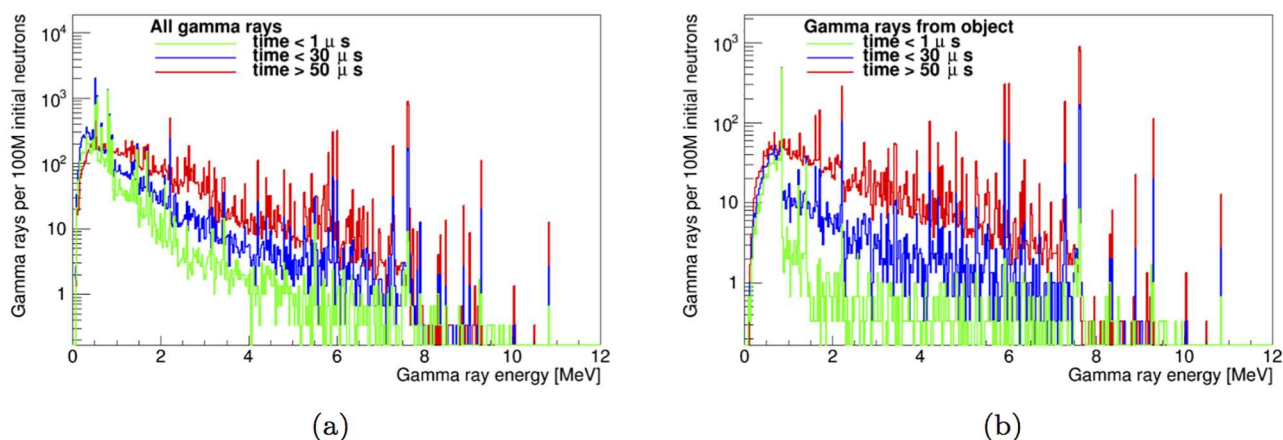 All gamma rays
time < 1 μ s
time < 30 μ s
time > 50 μ s
Gamma rays per 100M initial neutrons
10⁴
10³
10²
10
1
0 2 4 6 8 10 12
Gamma ray energy [MeV]
(a)
Gamma rays from object
time < 1 μ s
time < 30 μ s
time > 50 μ s
Gamma rays per 100M initial neutrons
10³
10²
10
1
0 2 4 6 8 10 12
Gamma ray energy [MeV]
(b)